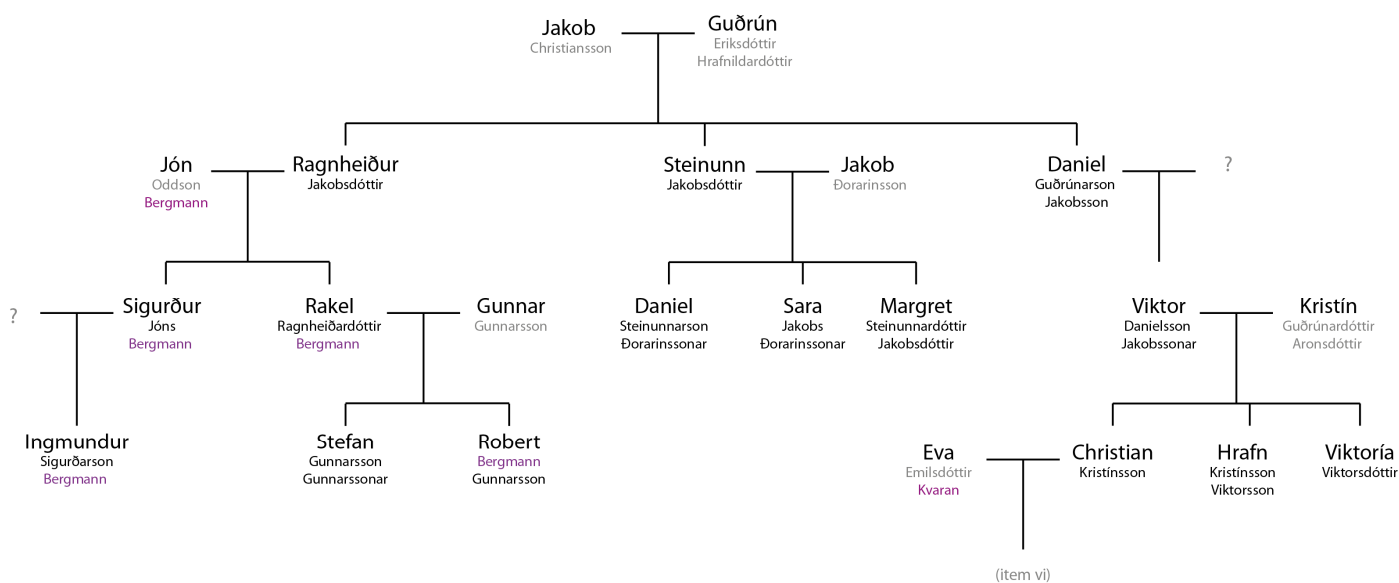 Jakob
Christiansson
Guðrún
Eriksdóttir
Hrafnildardóttir
Jón
Oddson
Bergmann
Ragnheiður
Jakobsdóttir
Steinunn
Jakobsdóttir
Jakob
Đorarinsson
Daniel
Guðrúnarson
Jakobsson
?
?
Sigurður
Jóns
Bergmann
Rakel
Ragnheiðardóttir
Bergmann
Gunnar
Gunnarsson
Daniel
Steinunnarson
Đorarinssonar
Sara
Jakobs
Đorarinssonar
Margret
Steinunnardóttir
Jakobsdóttir
Viktor
Danielsson
Jakobssonar
Kristín
Guðrúnardóttir
Aronsdóttir
Ingmundur
Sigurðarson
Bergmann
Stefan
Gunnarsson
Gunnarssonar
Robert
Bergmann
Gunnarsson
Eva
Emilsdóttir
Kvaran
Christian
Kristínsson
Hrafn
Kristínsson
Viktorsson
Viktoría
Viktorsdóttir
(item vi)